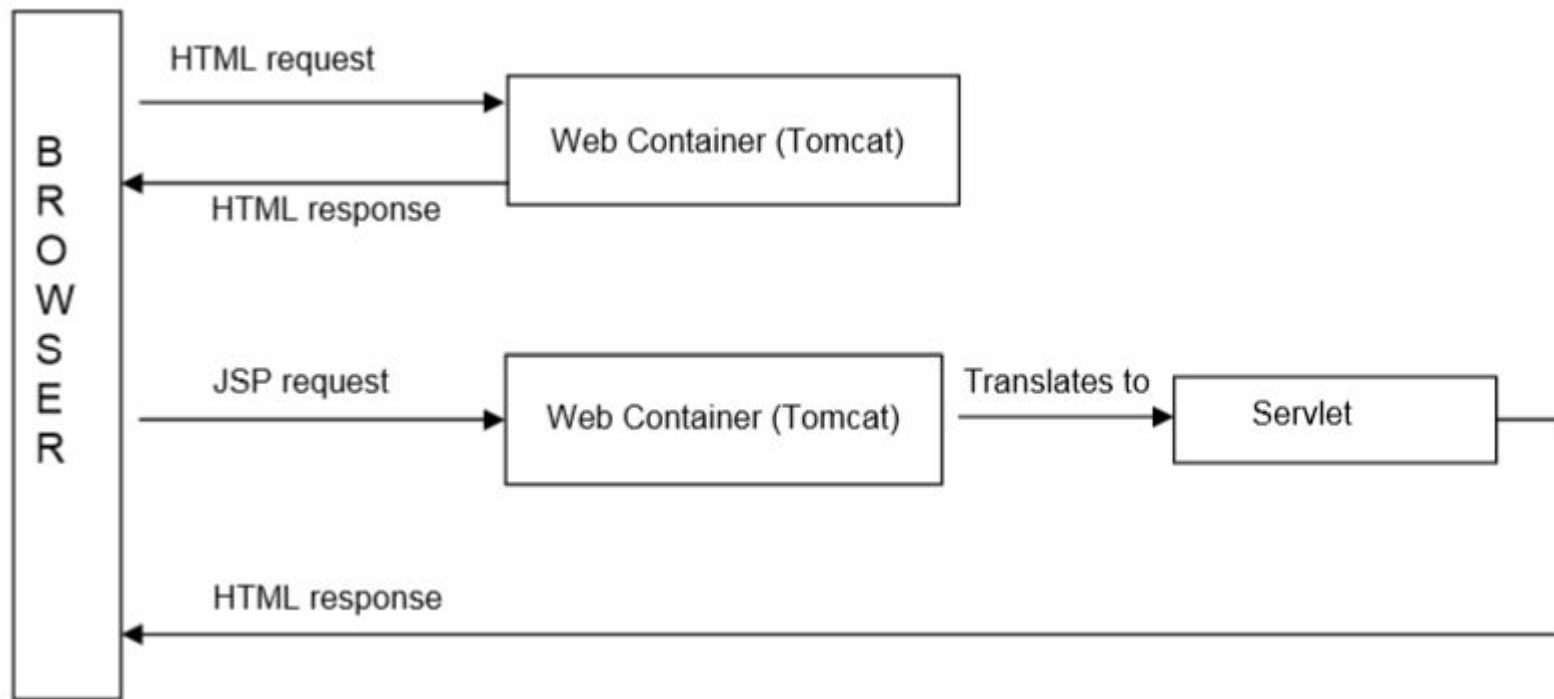 B
R
O
W
S
E
R
HTML request
Web Container (Tomcat)
HTML response
JSP request
Web Container (Tomcat)
Translates to
Servlet
HTML response